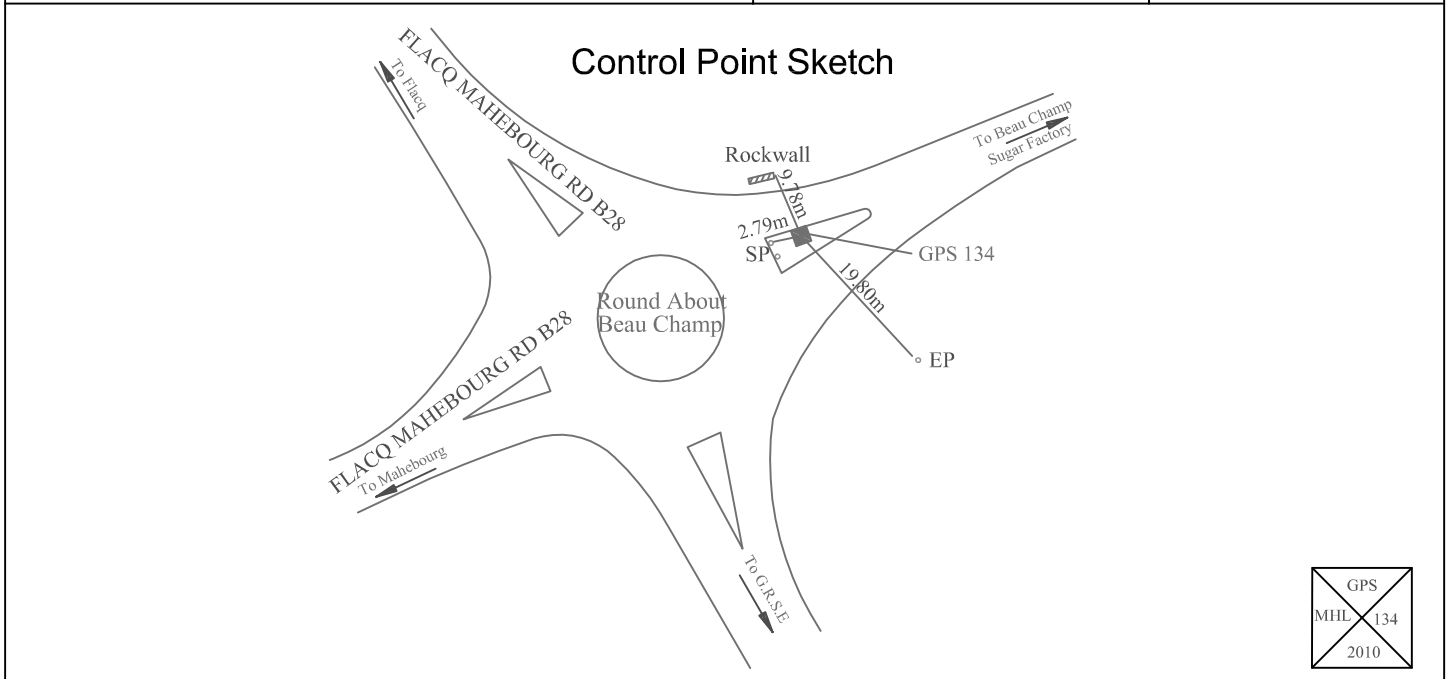 Control Point Sketch
FLACQ MAHEBOURG RD B28
To Flacq
To Beau Champ
Sugar Factory
Rockwall
9.78m
2.79m
SP
GPS 134
19.80m
EP
Round About
Beau Champ
FLACQ MAHEBOURG RD B28
To Mahebourg
To G.R.S.E
GPS
MHL 134
2010